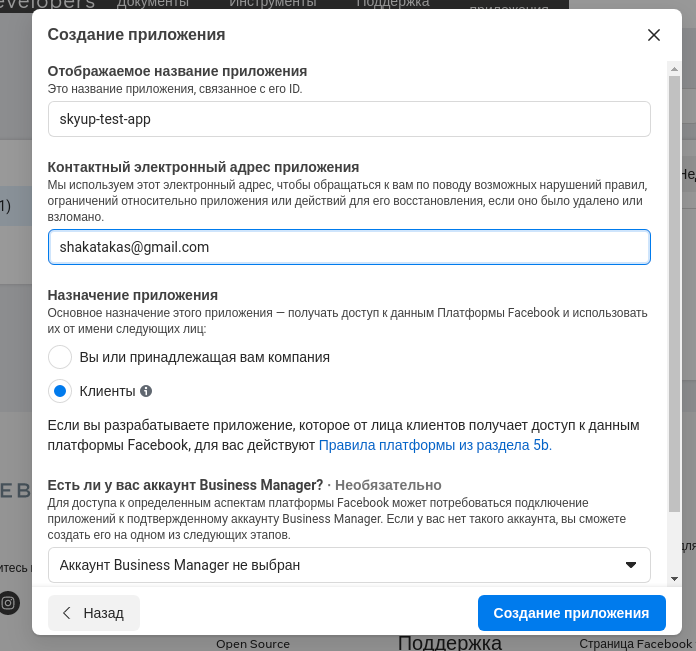 Документы
Инструменты
Поддержка
Создание приложения
Отображаемое название приложения
Это название приложения, связанное с его ID.
skyup-test-app
Контактный электронный адрес приложения
Мы используем этот электронный адрес, чтобы обращаться к вам по поводу возможных нарушений правил,
ограничений относительно приложения или действий для его восстановления, если оно было удалено или
взломано.
shakatakas@gmail.com
Назначение приложения
Основное назначение этого приложения — получать доступ к данным Платформы Facebook и использовать
их от имени следующих лиц:
Вы или принадлежащая вам компания
Клиенты
Если вы разрабатываете приложение, которое от лица клиентов получает доступ к данным
платформы Facebook, для вас действуют Правила платформы из раздела 5b.
Есть ли у вас аккаунт Business Manager? · Необязательно
Для доступа к определенным аспектам платформы Facebook может потребоваться подключение
приложений к подтвержденному аккаунту Business Manager. Если у вас нет такого аккаунта, вы сможете
создать его на одном из следующих этапов.
Аккаунт Business Manager не выбран
Назад
Создание приложения
Open Source
Поддержка
Страница Facebook